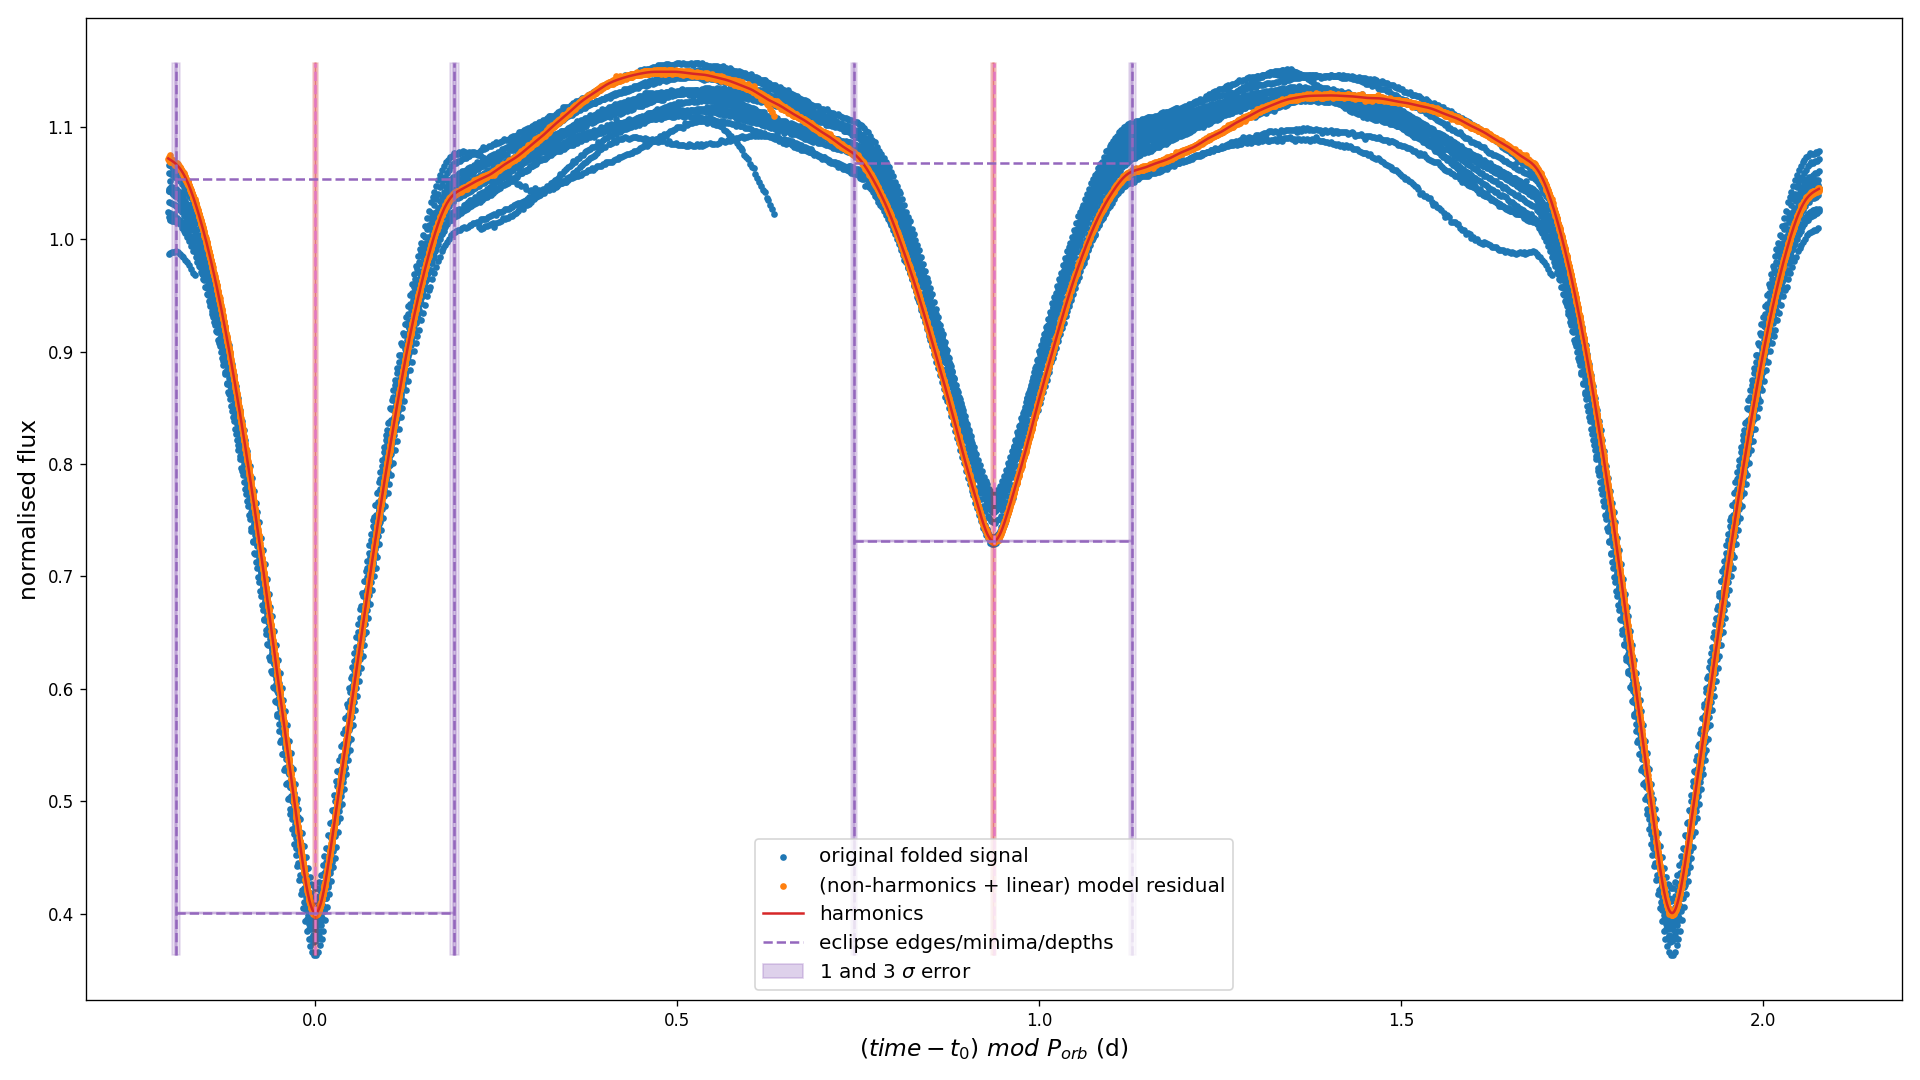 normalised flux
1.1
1.0
0.9
0.8
0.7
0.6
0.5
0.4
original folded signal
(non-harmonics + linear) model residual
harmonics
eclipse edges/minima/depths
1 and 3 σ error
0.0 0.5 1.0 1.5 2.0
(time − t₀) mod P_orb (d)